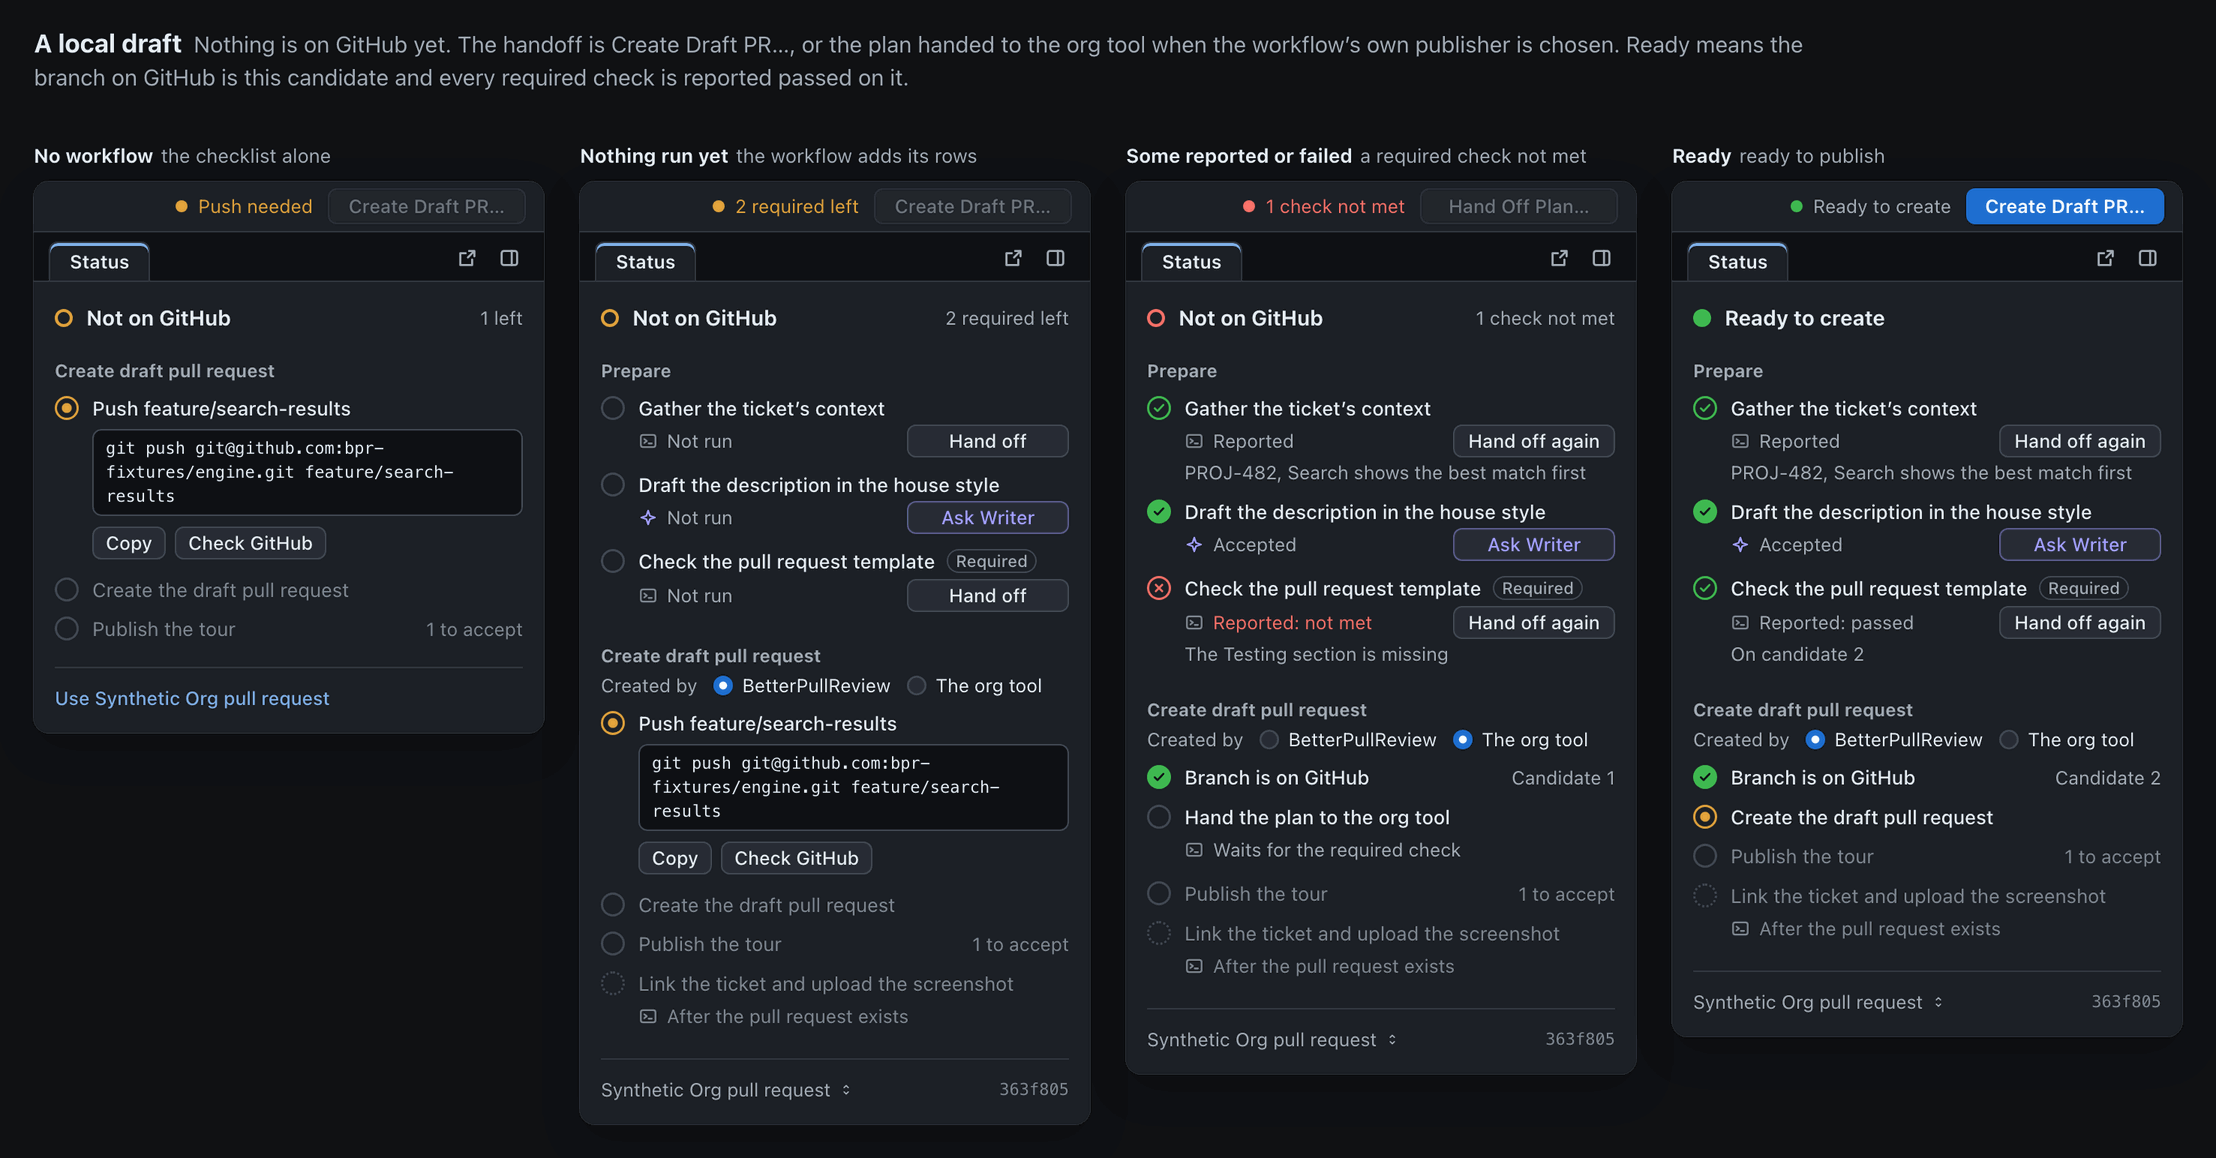 A local draft Nothing is on GitHub yet. The handoff is Create Draft PR…, or the plan handed to the org tool when the workflow’s own publisher is chosen. Ready means the
branch on GitHub is this candidate and every required check is reported passed on it.
No workflow the checklist alone
Push needed
Create Draft PR…
Status
Not on GitHub
1 left
Create draft pull request
Push feature/search-results
git push git@github.com:bpr-
fixtures/engine.git feature/search-
results
Copy
Check GitHub
Create the draft pull request
Publish the tour
1 to accept
Use Synthetic Org pull request
Nothing run yet the workflow adds its rows
2 required left
Create Draft PR…
Status
Not on GitHub
2 required left
Prepare
Gather the ticket’s context
Not run
Hand off
Draft the description in the house style
Not run
Ask Writer
Check the pull request template
Required
Not run
Hand off
Create draft pull request
Created by
BetterPullReview
The org tool
Push feature/search-results
git push git@github.com:bpr-
fixtures/engine.git feature/search-
results
Copy
Check GitHub
Create the draft pull request
Publish the tour
1 to accept
Link the ticket and upload the screenshot
After the pull request exists
Synthetic Org pull request
363f805
Some reported or failed a required check not met
1 check not met
Hand Off Plan…
Status
Not on GitHub
1 check not met
Prepare
Gather the ticket’s context
Reported
Hand off again
PROJ-482, Search shows the best match first
Draft the description in the house style
Accepted
Ask Writer
Check the pull request template
Required
Reported: not met
Hand off again
The Testing section is missing
Create draft pull request
Created by
BetterPullReview
The org tool
Branch is on GitHub
Candidate 1
Hand the plan to the org tool
Waits for the required check
Publish the tour
1 to accept
Link the ticket and upload the screenshot
After the pull request exists
Synthetic Org pull request
363f805
Ready ready to publish
Ready to create
Create Draft PR…
Status
Ready to create
Prepare
Gather the ticket’s context
Reported
Hand off again
PROJ-482, Search shows the best match first
Draft the description in the house style
Accepted
Ask Writer
Check the pull request template
Required
Reported: passed
Hand off again
On candidate 2
Create draft pull request
Created by
BetterPullReview
The org tool
Branch is on GitHub
Candidate 2
Create the draft pull request
Publish the tour
1 to accept
Link the ticket and upload the screenshot
After the pull request exists
Synthetic Org pull request
363f805